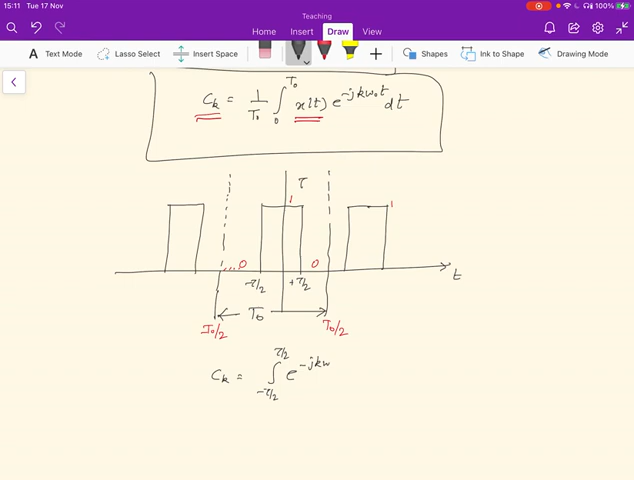 15:11 Tue 17 Nov
100%
Teaching
Home Insert Draw View
A Text Mode Lasso Select Insert Space Shapes Ink to Shape Drawing Mode
Ck = 1/T₀ ∫₀^T₀ x(t) e^-jkw₀t dt
τ
1 1
0 0
-τ/2 +τ/2 t
T₀
T₀/2 T₀/2
Ck = ∫_-τ/2^τ/2 e^-jkw